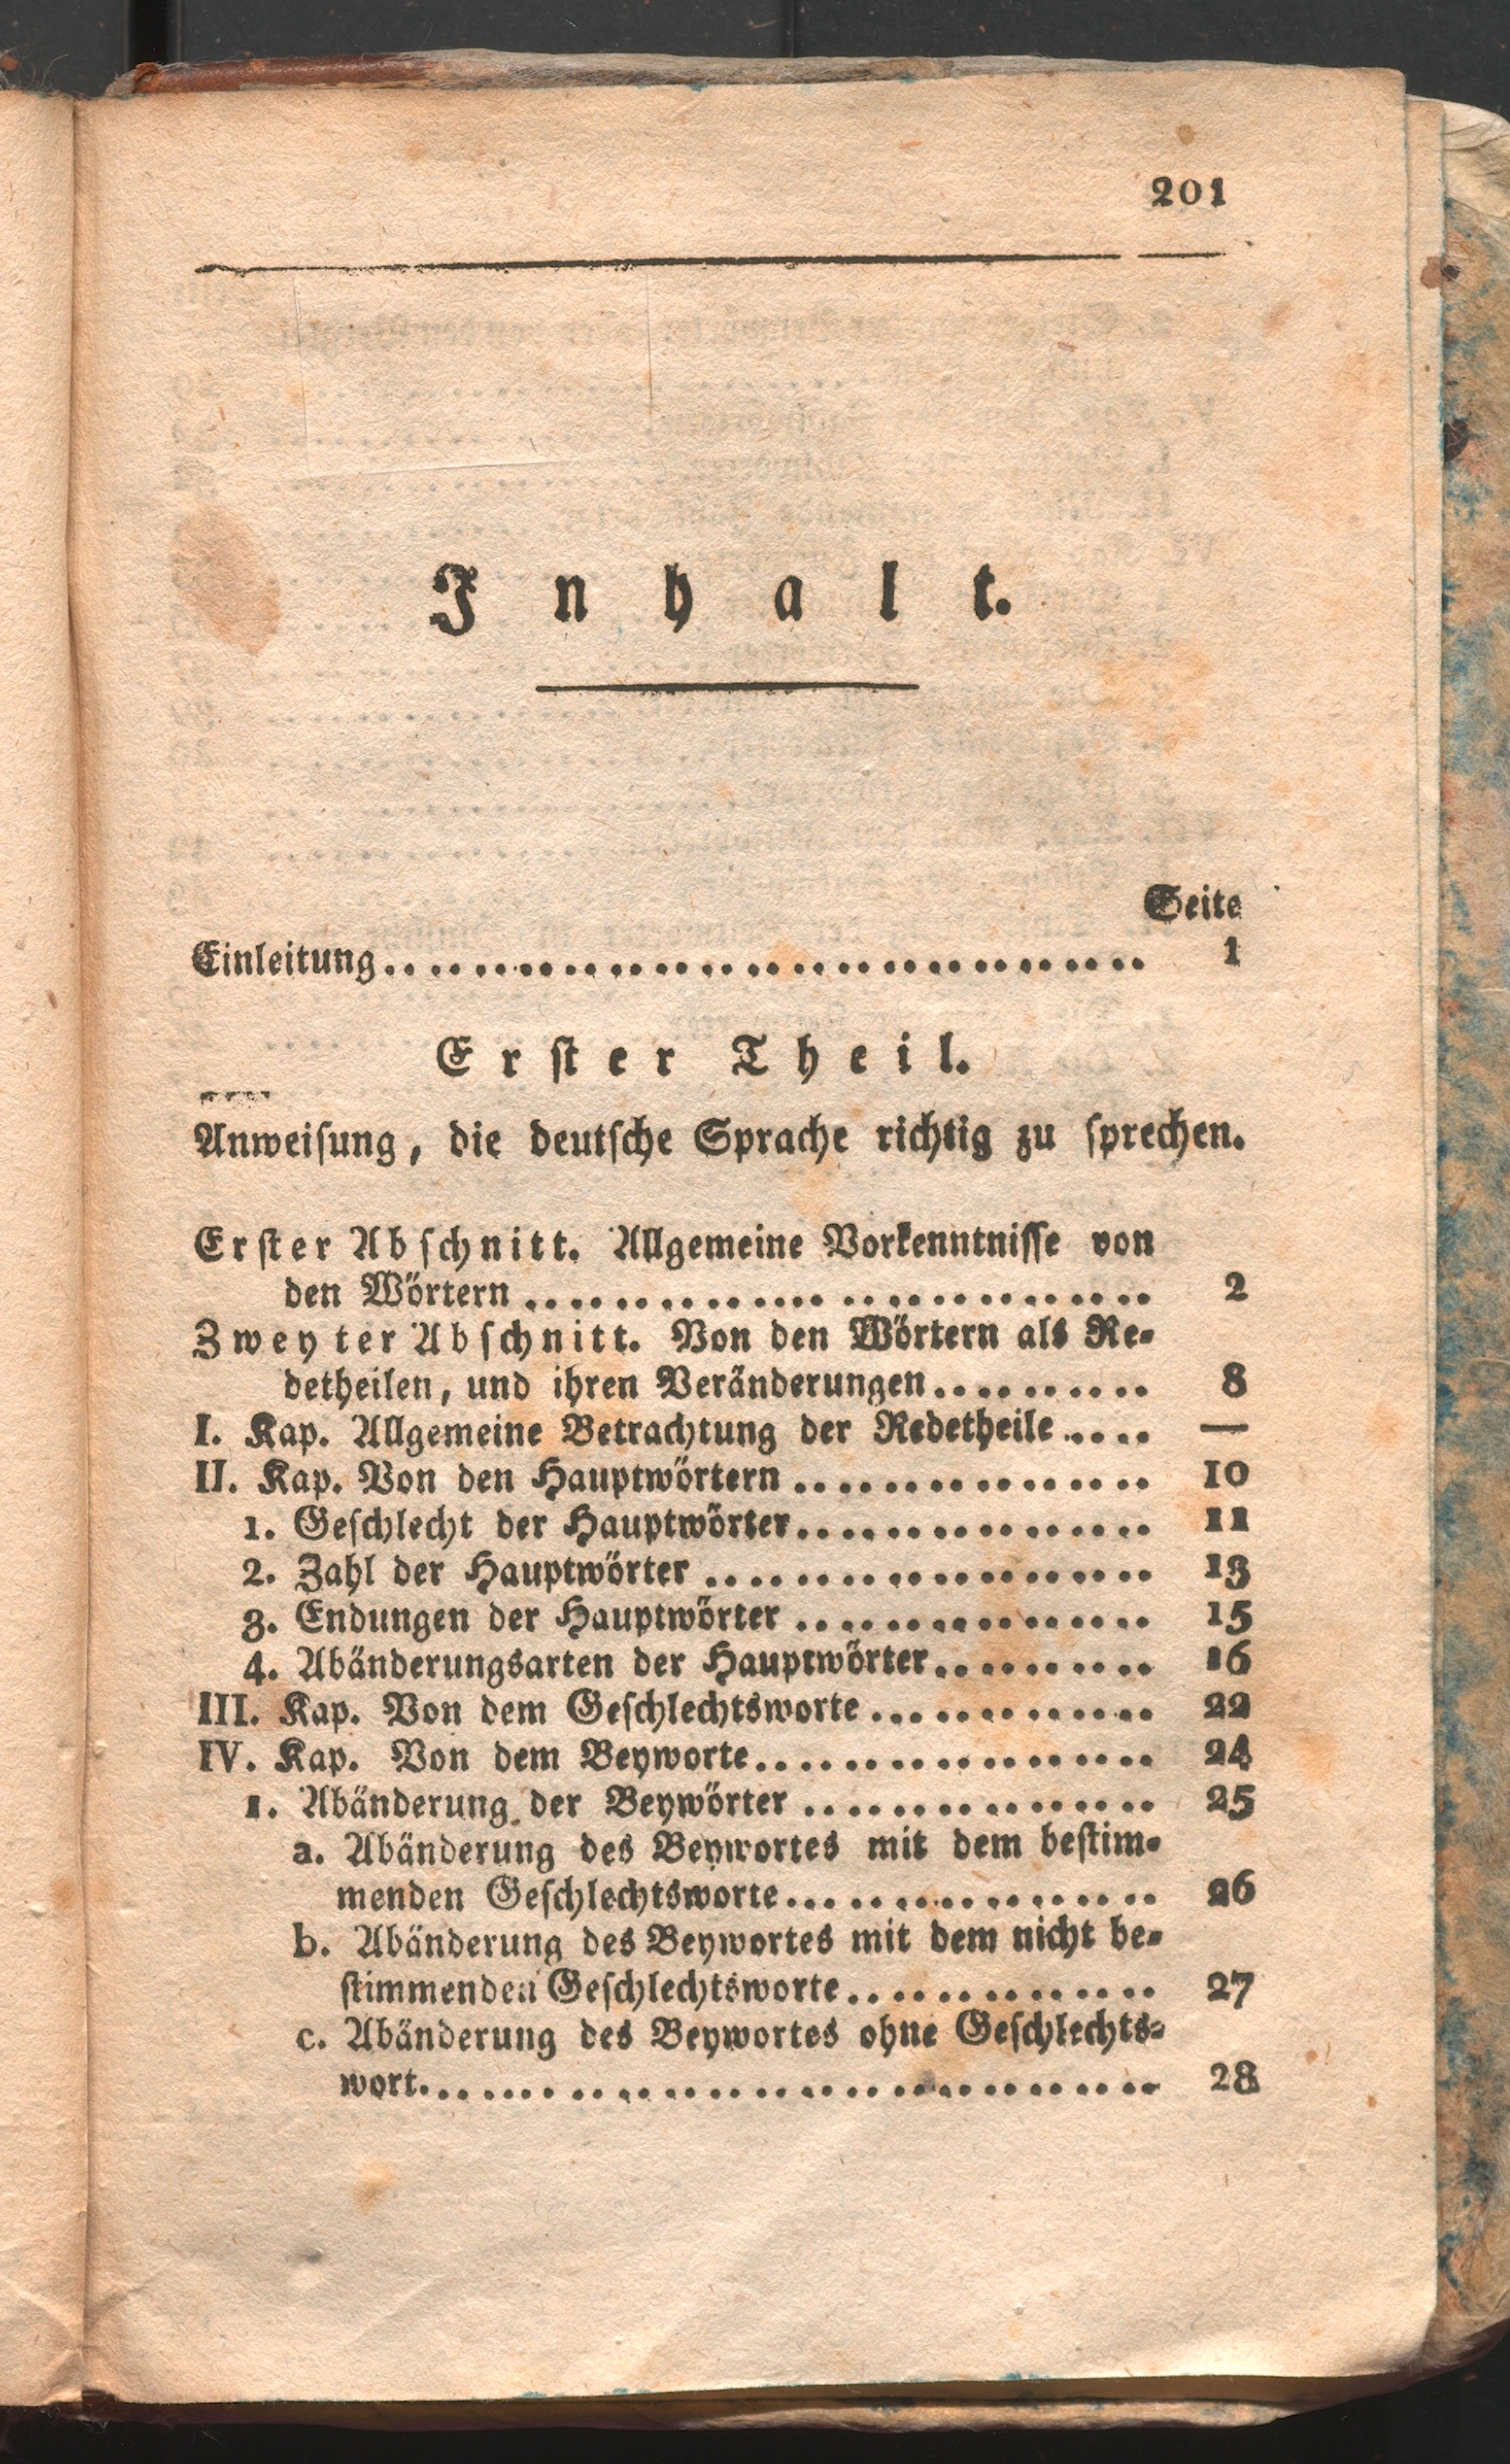 201
Inhalt.
Seite
Einleitung.................................. 1
Erster Theil.
Anweisung, die deutsche Sprache richtig zu sprechen.
Erster Abschnitt. Allgemeine Vorkenntnisse von
den Wörtern ............................ 2
Zweyter Abschnitt. Von den Wörtern als Re-
detheilen, und ihren Veränderungen.......... 8
I. Kap. Allgemeine Betrachtung der Redetheile .... —
II. Kap. Von den Hauptwörtern ................ 10
1. Geschlecht der Hauptwörter................ 11
2. Zahl der Hauptwörter .................... 13
3. Endungen der Hauptwörter ................ 15
4. Abänderungsarten der Hauptwörter.......... 16
III. Kap. Von dem Geschlechtsworte ............. 22
IV. Kap. Von dem Beyworte.................. 24
1. Abänderung der Beywörter ................ 25
a. Abänderung des Beywortes mit dem bestim-
menden Geschlechtsworte................. 26
b. Abänderung des Beywortes mit dem nicht be-
stimmenden Geschlechtsworte.............. 27
c. Abänderung des Beywortes ohne Geschlechts-
wort................................. 28